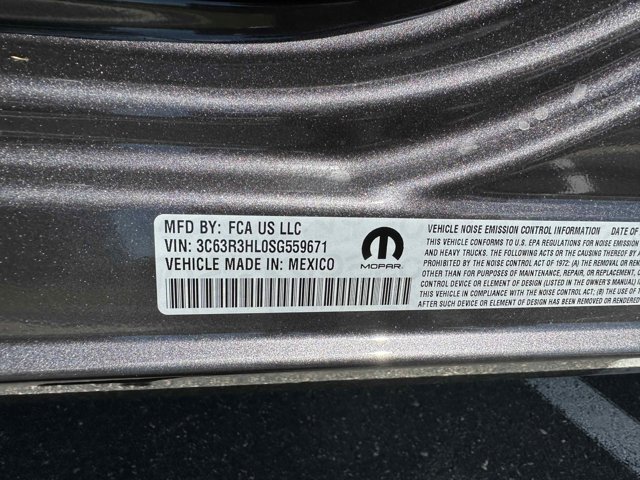 MFD BY: FCA US LLC
VIN: 3C63R3HL0SG559671
VEHICLE MADE IN: MEXICO
MOPAR
VEHICLE NOISE EMISSION CONTROL INFORMATION DATE OF
THIS VEHICLE CONFORMS TO U.S. EPA REGULATIONS FOR NOISE EMISSION
AND HEAVY TRUCKS. THE FOLLOWING ACTS OR THE CAUSING THEREOF BY A
PROHIBITED BY THE NOISE CONTROL ACT OF 1972: (A) THE REMOVAL OR REN
OTHER THAN FOR PURPOSES OF MAINTENANCE, REPAIR, OR REPLACEMENT, O
CONTROL DEVICE OR ELEMENT OF DESIGN (LISTED IN THE OWNER'S MANUAL) I
THIS VEHICLE IN COMPLIANCE WITH THE NOISE CONTROL ACT; (B) THE USE OF
AFTER SUCH DEVICE OR ELEMENT OF DESIGN HAS BEEN REMOVED OR RENDERED